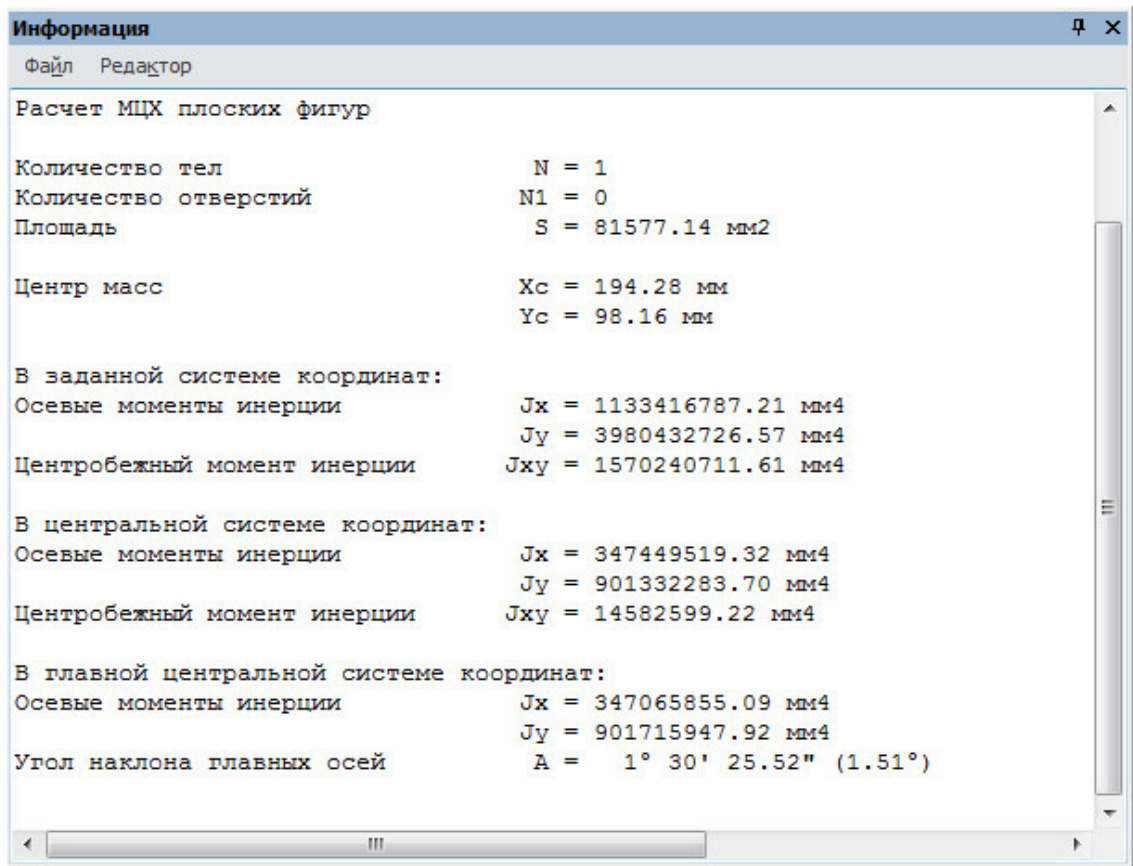 Информация
Файл Редактор
Расчет МЦХ плоских фигур
Количество тел N = 1
Количество отверстий N1 = 0
Площадь S = 81577.14 мм2
Центр масс Xc = 194.28 мм
Yc = 98.16 мм
В заданной системе координат:
Осевые моменты инерции Jx = 1133416787.21 мм4
Jy = 3980432726.57 мм4
Центробежный момент инерции Jxy = 1570240711.61 мм4
В центральной системе координат:
Осевые моменты инерции Jx = 347449519.32 мм4
Jy = 901332283.70 мм4
Центробежный момент инерции Jxy = 14582599.22 мм4
В главной центральной системе координат:
Осевые моменты инерции Jx = 347065855.09 мм4
Jy = 901715947.92 мм4
Угол наклона главных осей A = 1° 30' 25.52" (1.51°)